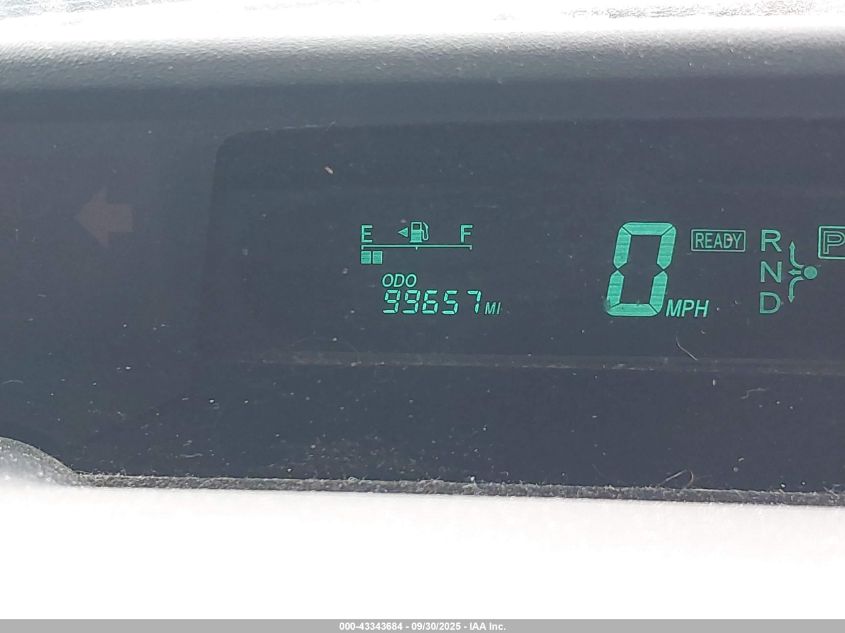 E F
ODO
99657 MI
0 MPH
READY
R
N
D
P
000-43343684 - 09/30/2025 - IAA Inc.